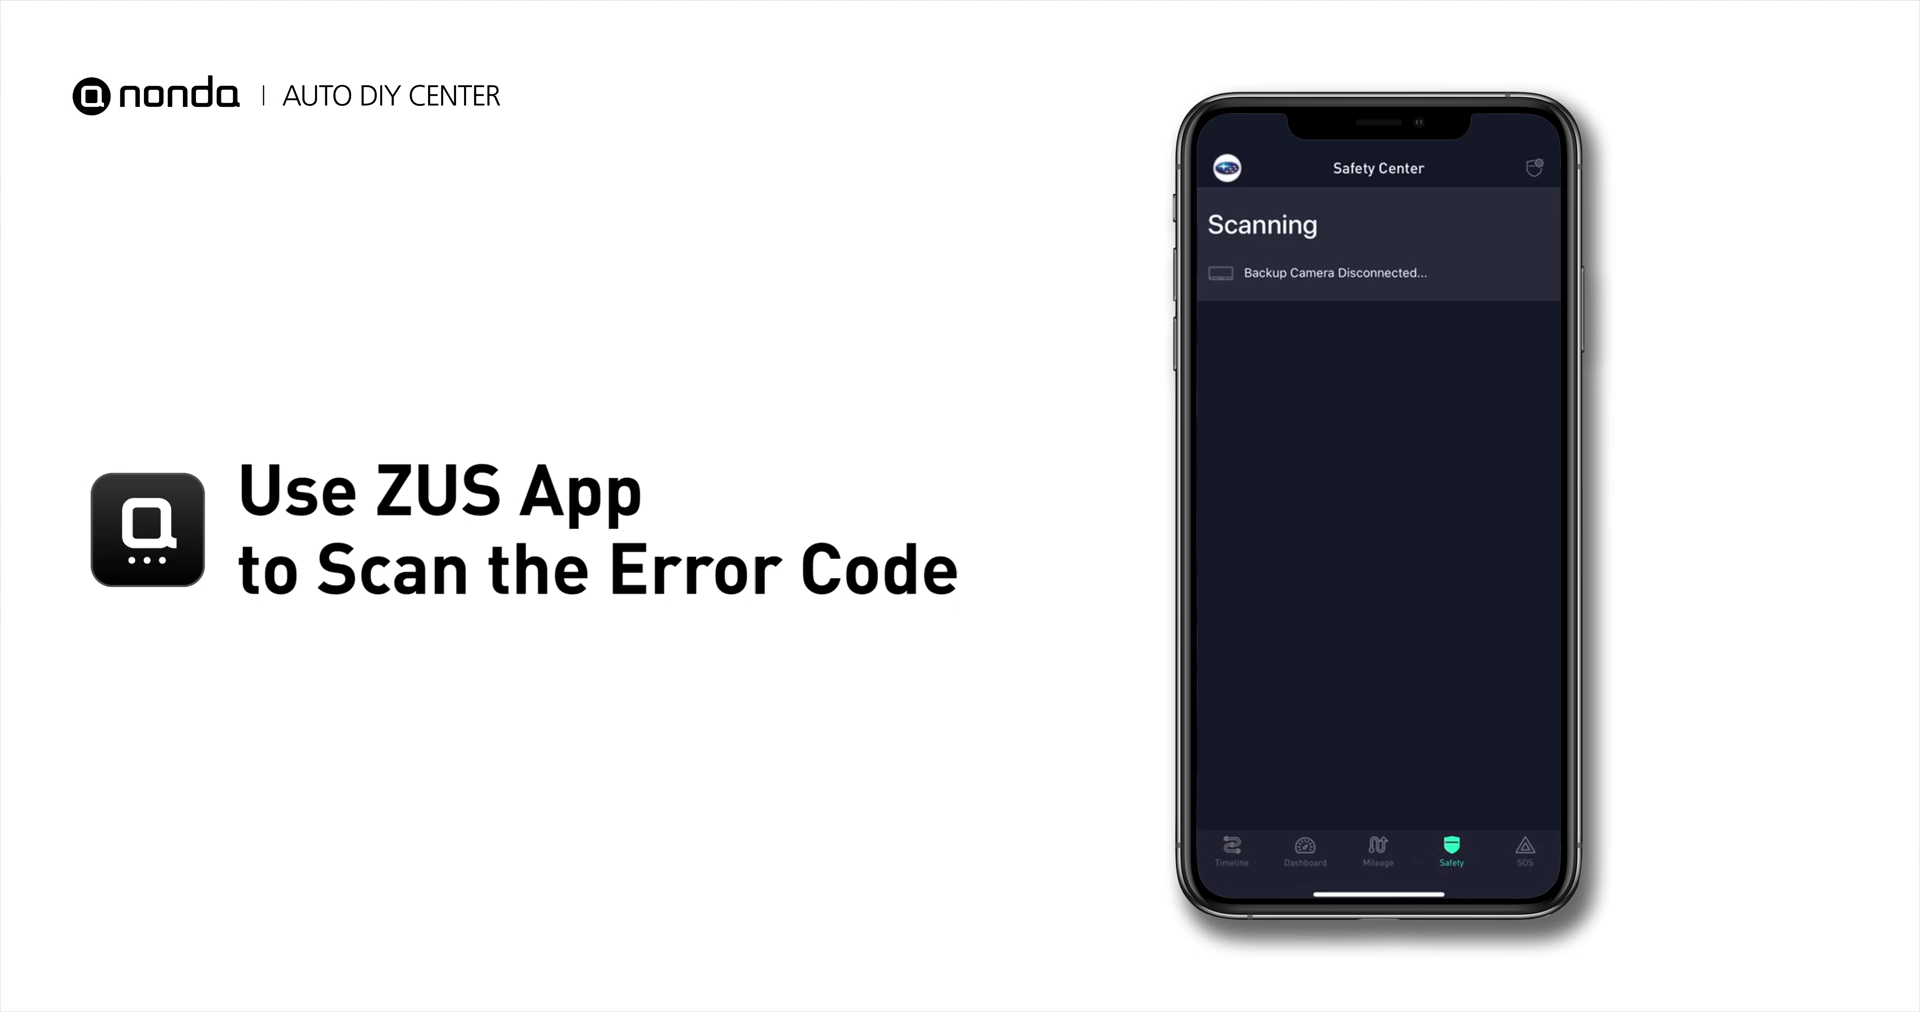 nonda | AUTO DIY CENTER
Use ZUS App
to Scan the Error Code
Safety Center
Scanning
Backup Camera Disconnected...
Timeline
Dashboard
Mileage
Safety
SOS